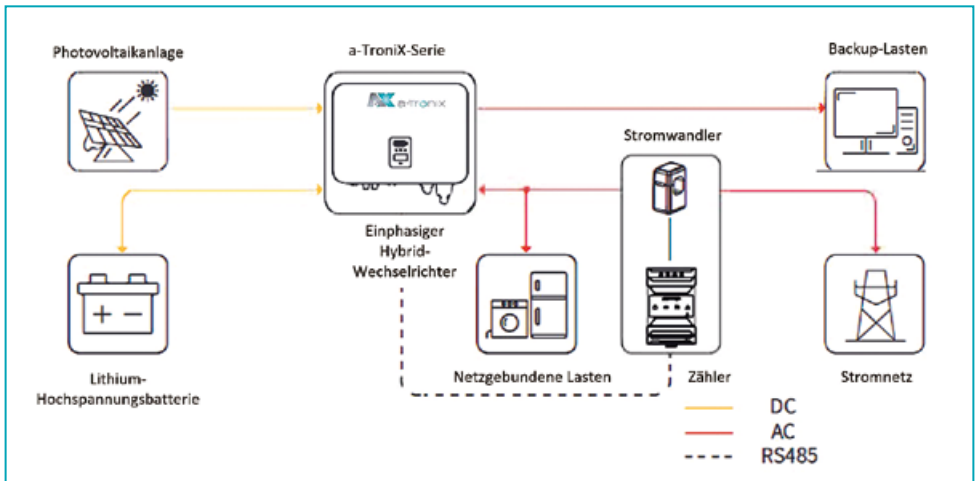 Photovoltaikanlage
a-TroniX-Serie
Backup-Lasten
AX a-tronix
Stromwandler
Einphasiger
Hybrid-
Wechselrichter
Lithium-
Hochspannungsbatterie
Netzgebundene Lasten
Zähler
Stromnetz
DC
AC
RS485